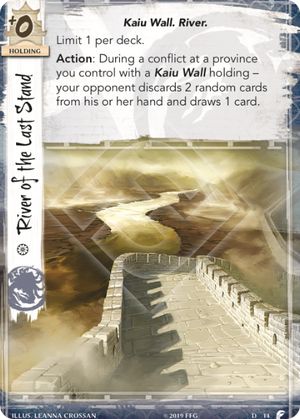 +0
HOLDING
Kaiu Wall. River.
Limit 1 per deck.
Action: During a conflict at a province
you control with a Kaiu Wall holding –
your opponent discards 2 random cards
from his or her hand and draws 1 card.
River of the Last Stand
ILLUS. LEANNA CROSSAN
©2019 FFG
D 14